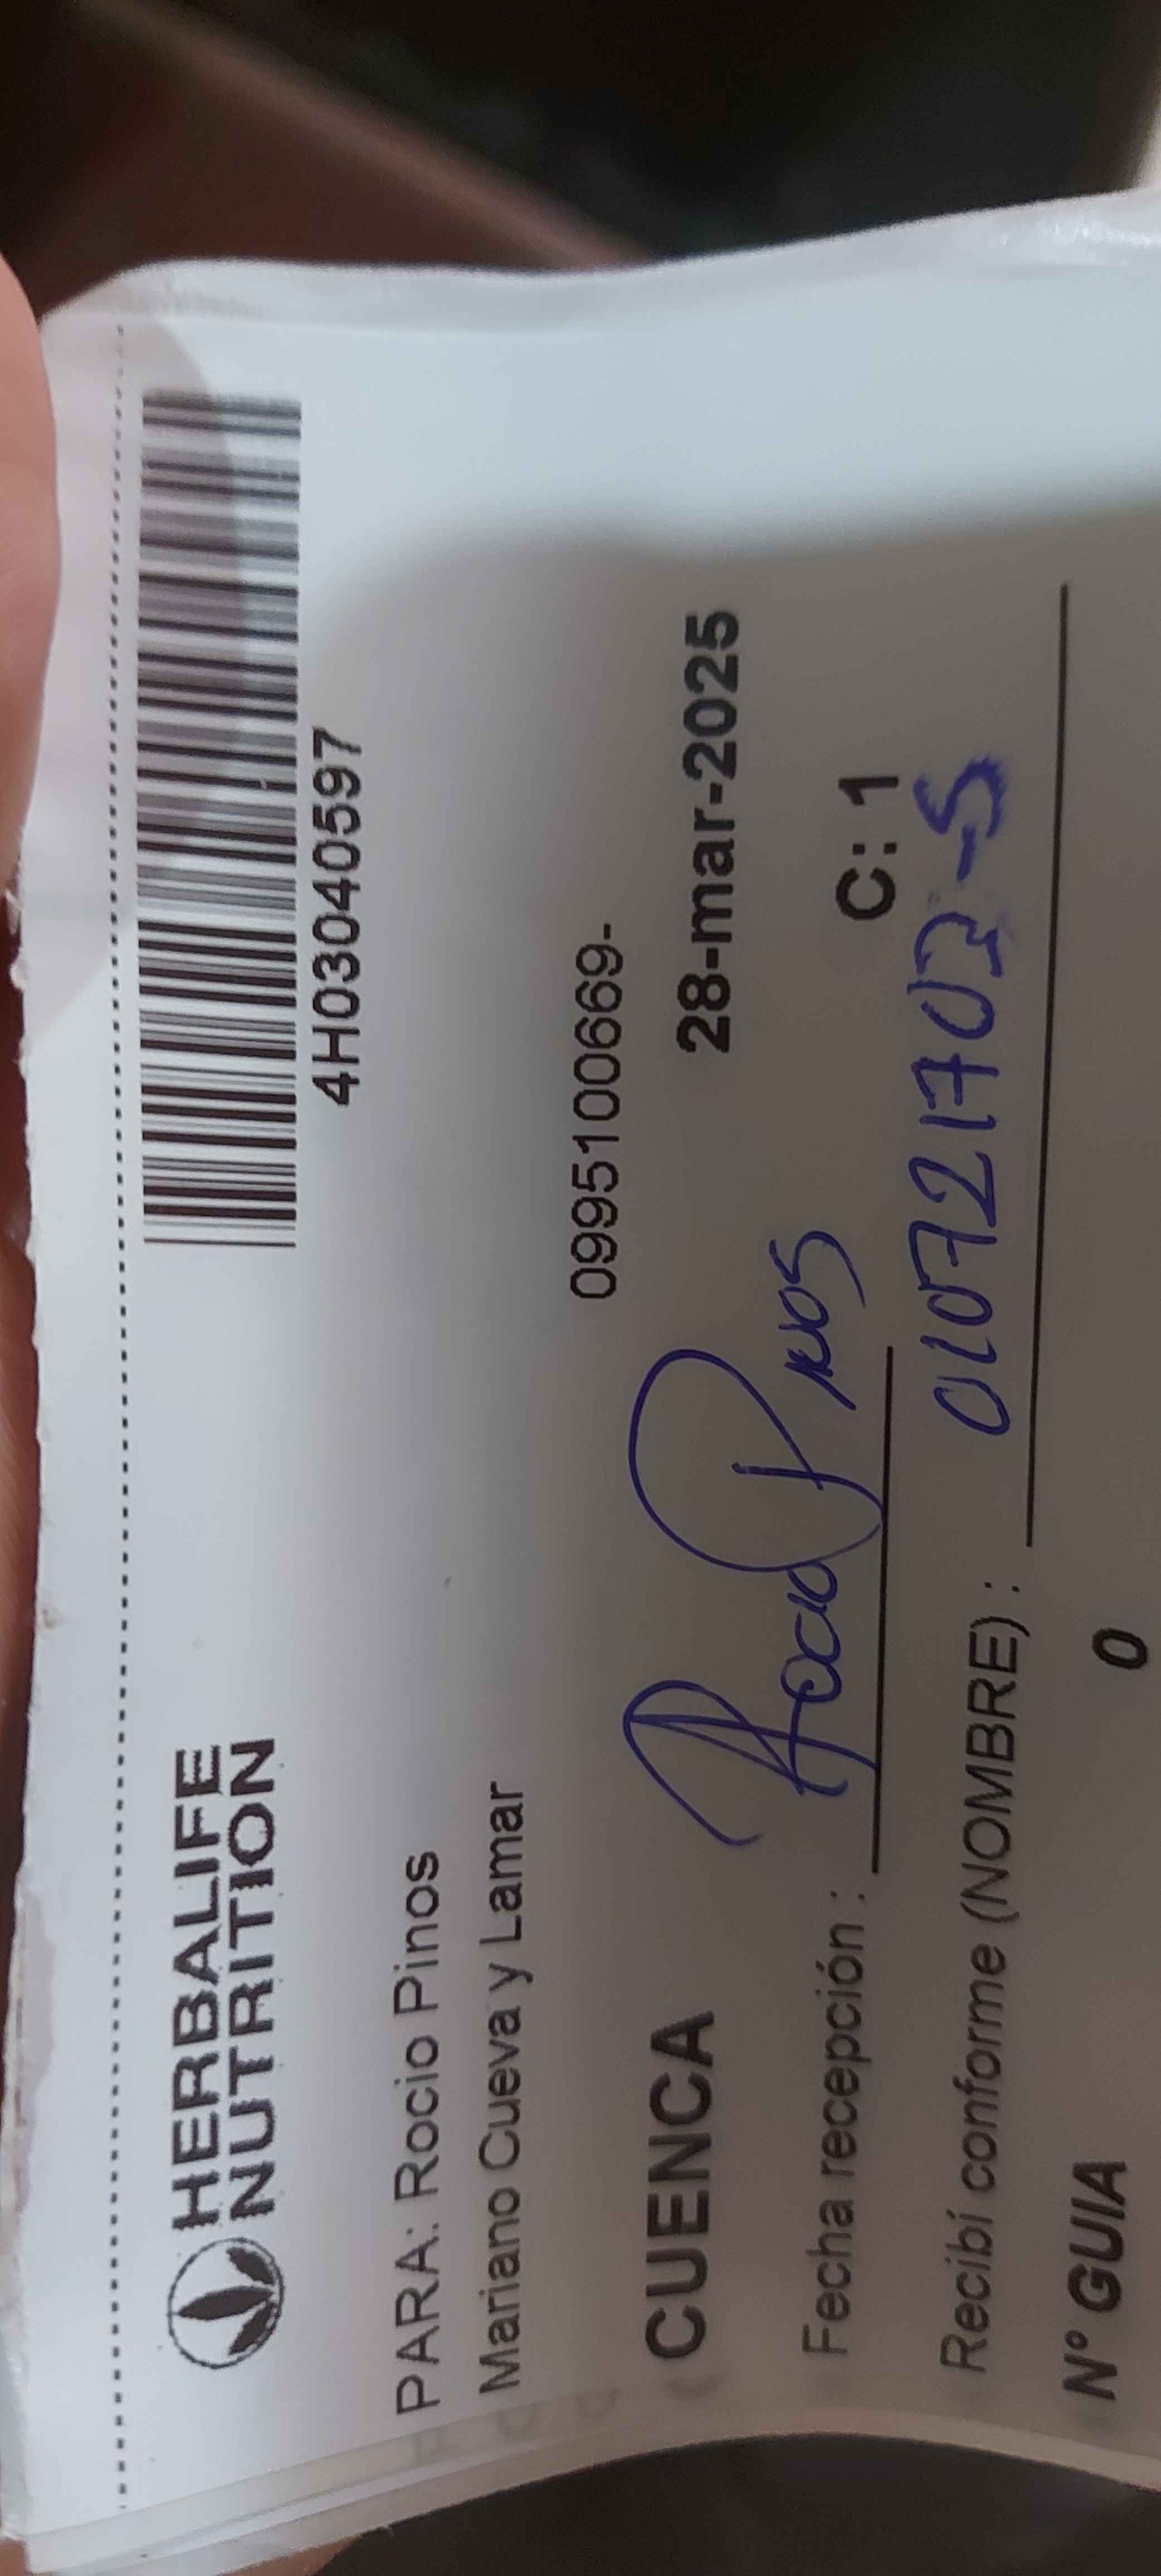 HERBALIFE
NUTRITION
4H03040597
PARA: Rocio Pinos
Mariano Cueva y Lamar
0995100669-
CUENCA 28-mar-2025
Fecha recepción : Rocio Pinos C: 1
Recibí conforme (NOMBRE) : 010721703-5
N° GUIA 0